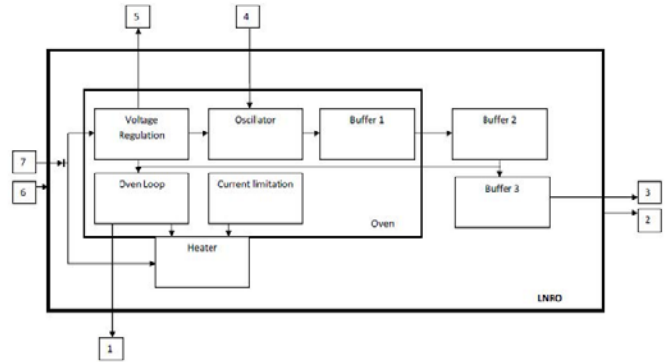 5
4
Voltage
Regulation
Oscillator
Buffer 1
Buffer 2
7
6
Oven Loop
Current limitation
Buffer 3
3
2
Oven
Heater
LNRO
1